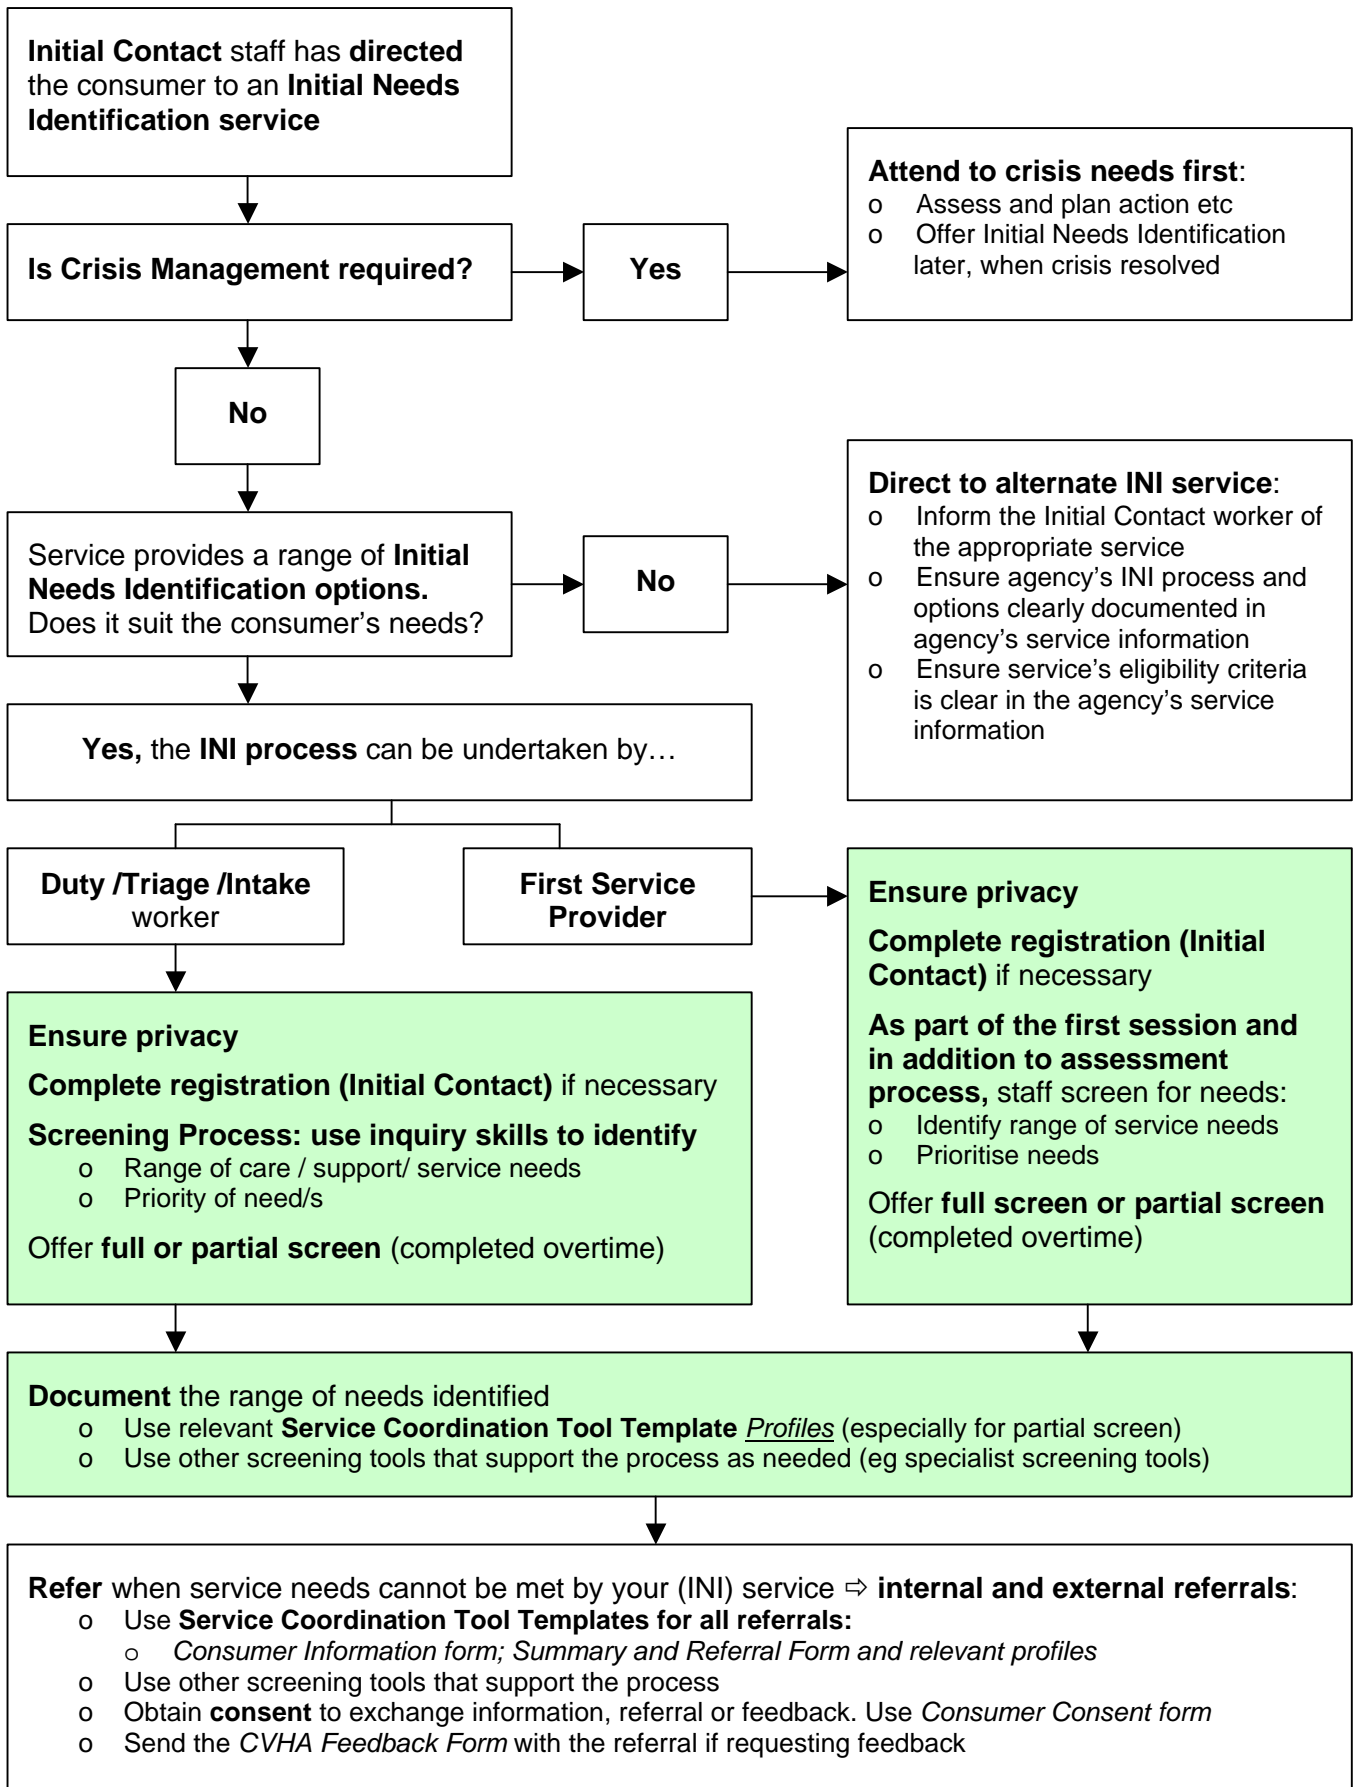 Initial Contact staff has directed
the consumer to an Initial Needs
Identification service
Is Crisis Management required?
Yes
Attend to crisis needs first:
o Assess and plan action etc
o Offer Initial Needs Identification
later, when crisis resolved
No
Service provides a range of Initial
Needs Identification options.
Does it suit the consumer’s needs?
No
Direct to alternate INI service:
o Inform the Initial Contact worker of
the appropriate service
o Ensure agency’s INI process and
options clearly documented in
agency’s service information
o Ensure service’s eligibility criteria
is clear in the agency’s service
information
Yes, the INI process can be undertaken by…
Duty /Triage /Intake
worker
First Service
Provider
Ensure privacy
Complete registration (Initial Contact) if necessary
Screening Process: use inquiry skills to identify
o Range of care / support/ service needs
o Priority of need/s
Offer full or partial screen (completed overtime)
Ensure privacy
Complete registration (Initial
Contact) if necessary
As part of the first session and
in addition to assessment
process, staff screen for needs:
o Identify range of service needs
o Prioritise needs
Offer full screen or partial screen
(completed overtime)
Document the range of needs identified
o Use relevant Service Coordination Tool Template Profiles (especially for partial screen)
o Use other screening tools that support the process as needed (eg specialist screening tools)
Refer when service needs cannot be met by your (INI) service ⇨ internal and external referrals:
o Use Service Coordination Tool Templates for all referrals:
o Consumer Information form; Summary and Referral Form and relevant profiles
o Use other screening tools that support the process
o Obtain consent to exchange information, referral or feedback. Use Consumer Consent form
o Send the CVHA Feedback Form with the referral if requesting feedback